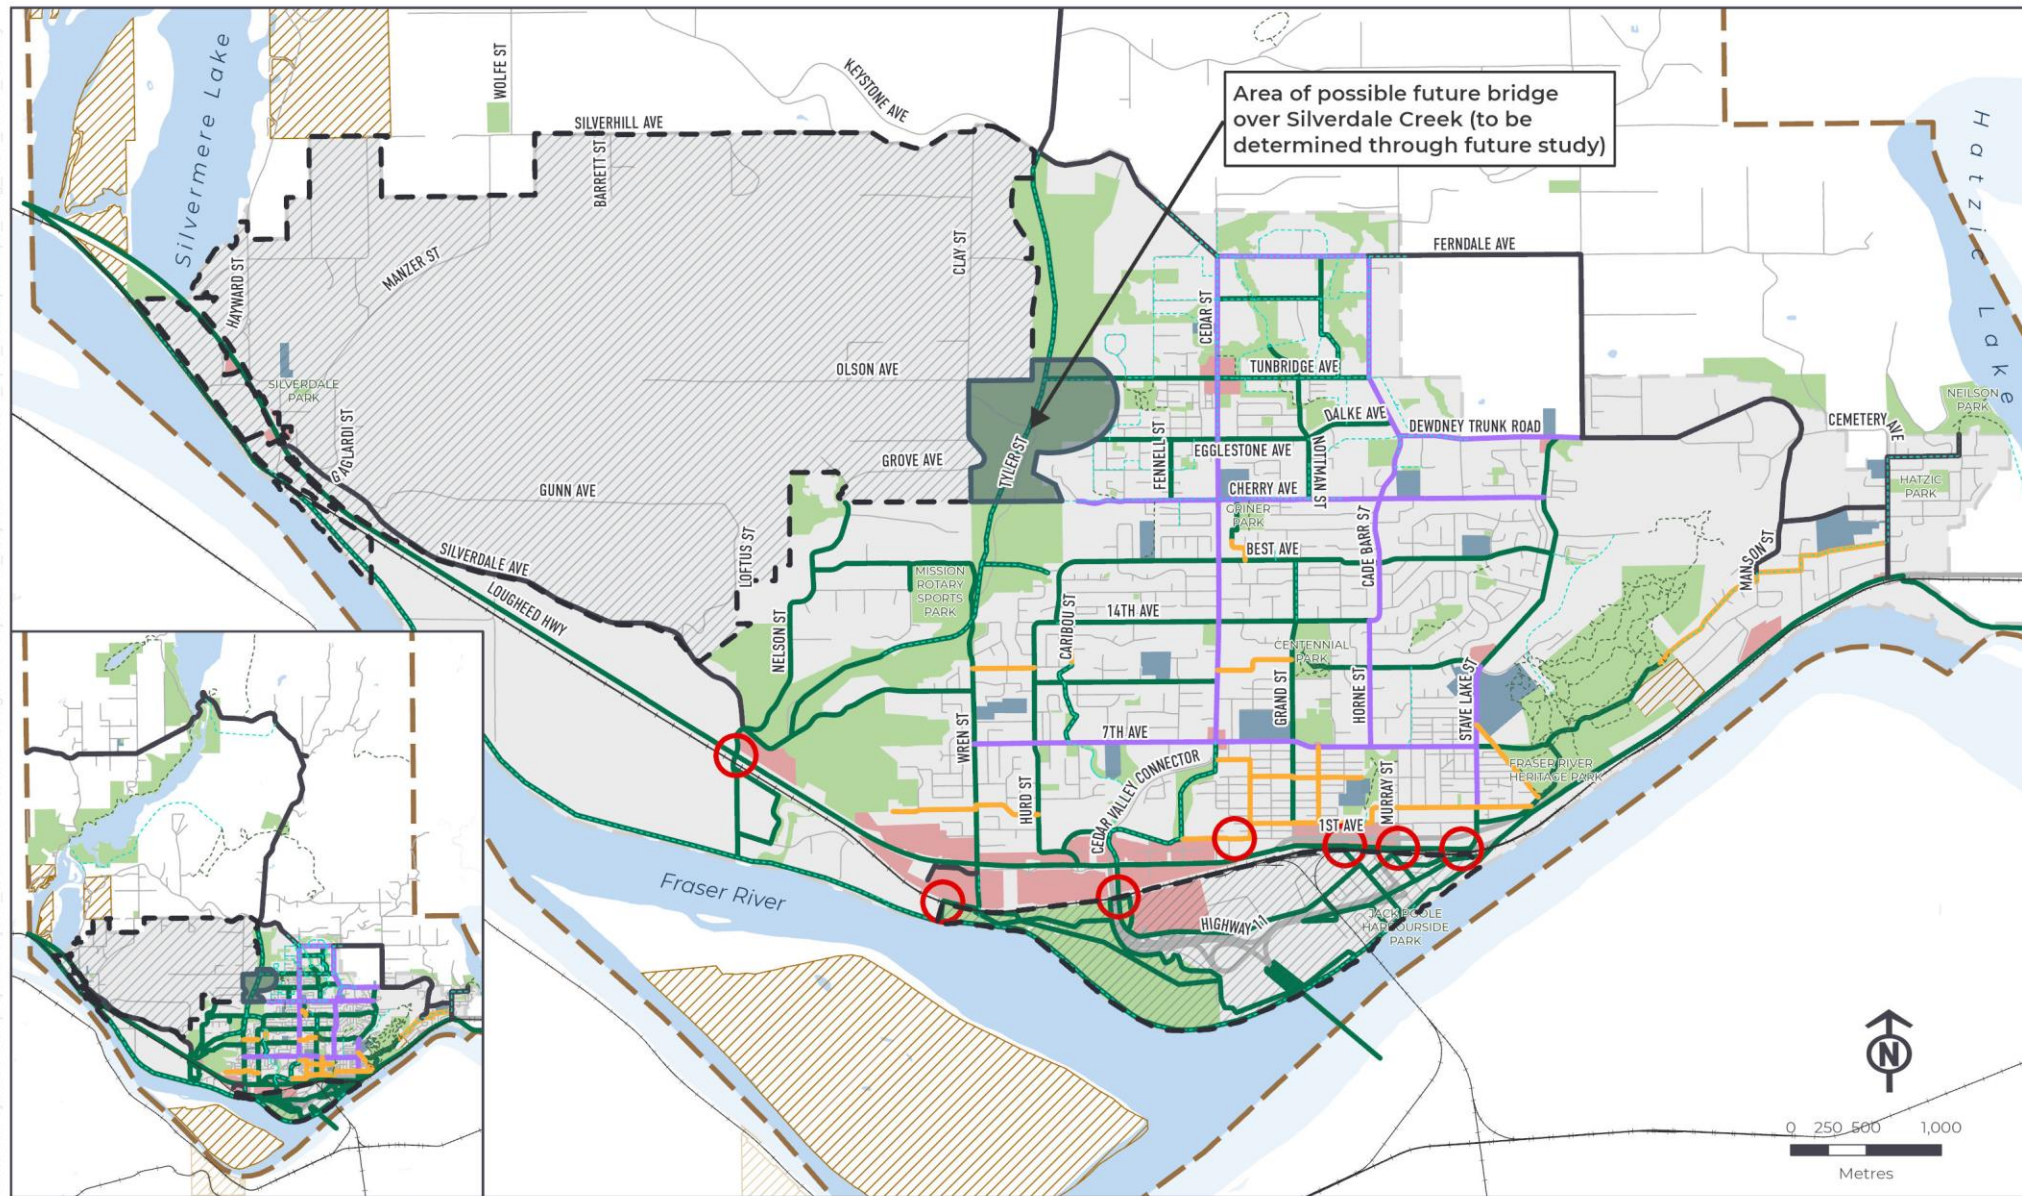 Silvermere Lake
WOLFE ST
KEYSTONE AVE
SILVERHILL AVE
BARRETT ST
Area of possible future bridge
over Silverdale Creek (to be
determined through future study)
Hatzic Lake
HAYWARD ST
MANZER ST
CLAY ST
FERNDALE AVE
CEDAR ST
OLSON AVE
TUNBRIDGE AVE
SILVERDALE
PARK
GAGLARDI ST
DALKE AVE
DEWDNEY TRUNK ROAD
NEILSON
PARK
CEMETERY AVE
TYLER ST
FENNELL ST
EGGLESTONE AVE
NOTTMAN ST
GROVE AVE
GUNN AVE
CHERRY AVE
HATZIC
PARK
GRINER
PARK
SILVERDALE AVE
LOFTUS ST
BEST AVE
CADE BARR ST
MANSON ST
LOUGHEED HWY
MISSION
ROTARY
SPORTS
PARK
NELSON ST
CARIBOU ST
14TH AVE
CENTENNIAL
PARK
GRAND ST
HORNE ST
STAVE LAKE ST
WREN ST
7TH AVE
CEDAR VALLEY CONNECTOR
HURD ST
MURRAY ST
FRASER RIVER
HERITAGE PARK
1ST AVE
Fraser River
HIGHWAY 11
JACK POOLE
HARBOURSIDE
PARK
N
0 250 500 1,000
Metres